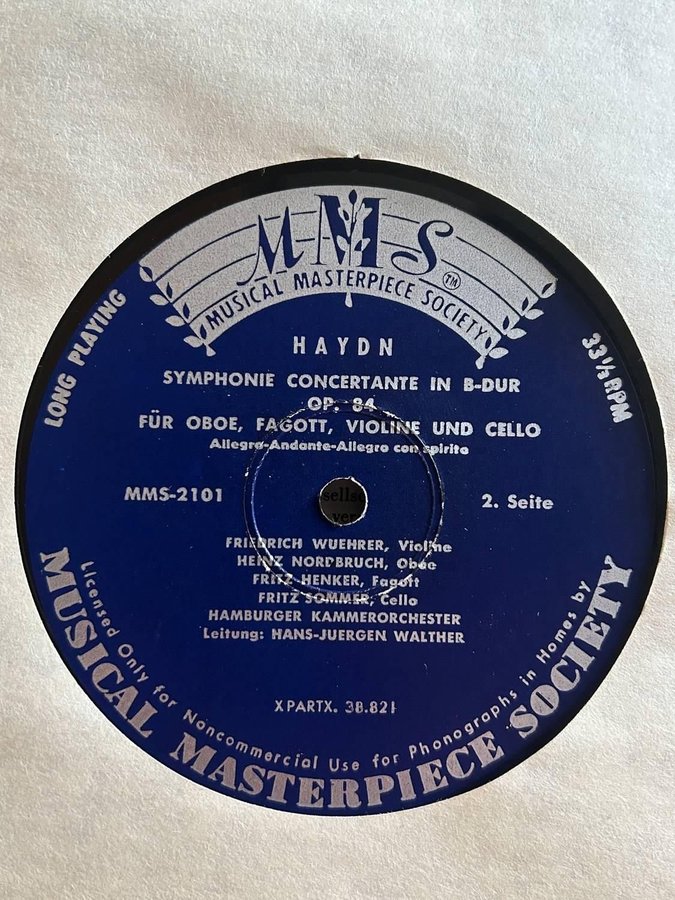 MMS TM
MUSICAL MASTERPIECE SOCIETY
LONG PLAYING
33⅓ RPM
HAYDN
SYMPHONIE CONCERTANTE IN B-DUR
OP. 84
FÜR OBOE, FAGOTT, VIOLINE UND CELLO
Allegro-Andante-Allegro con spirito
MMS-2101
2. Seite
sellsc
ver
FRIEDRICH WUEHRER, Violine
HEINZ NORDBRUCH, Oboe
FRITZ HENKER, Fagott
FRITZ SOMMER, Cello
HAMBURGER KAMMERORCHESTER
Leitung: HANS-JUERGEN WALTHER
XPARTX. 38.821
Licensed Only for Noncommercial Use for Phonographs in Homes by
MUSICAL MASTERPIECE SOCIETY